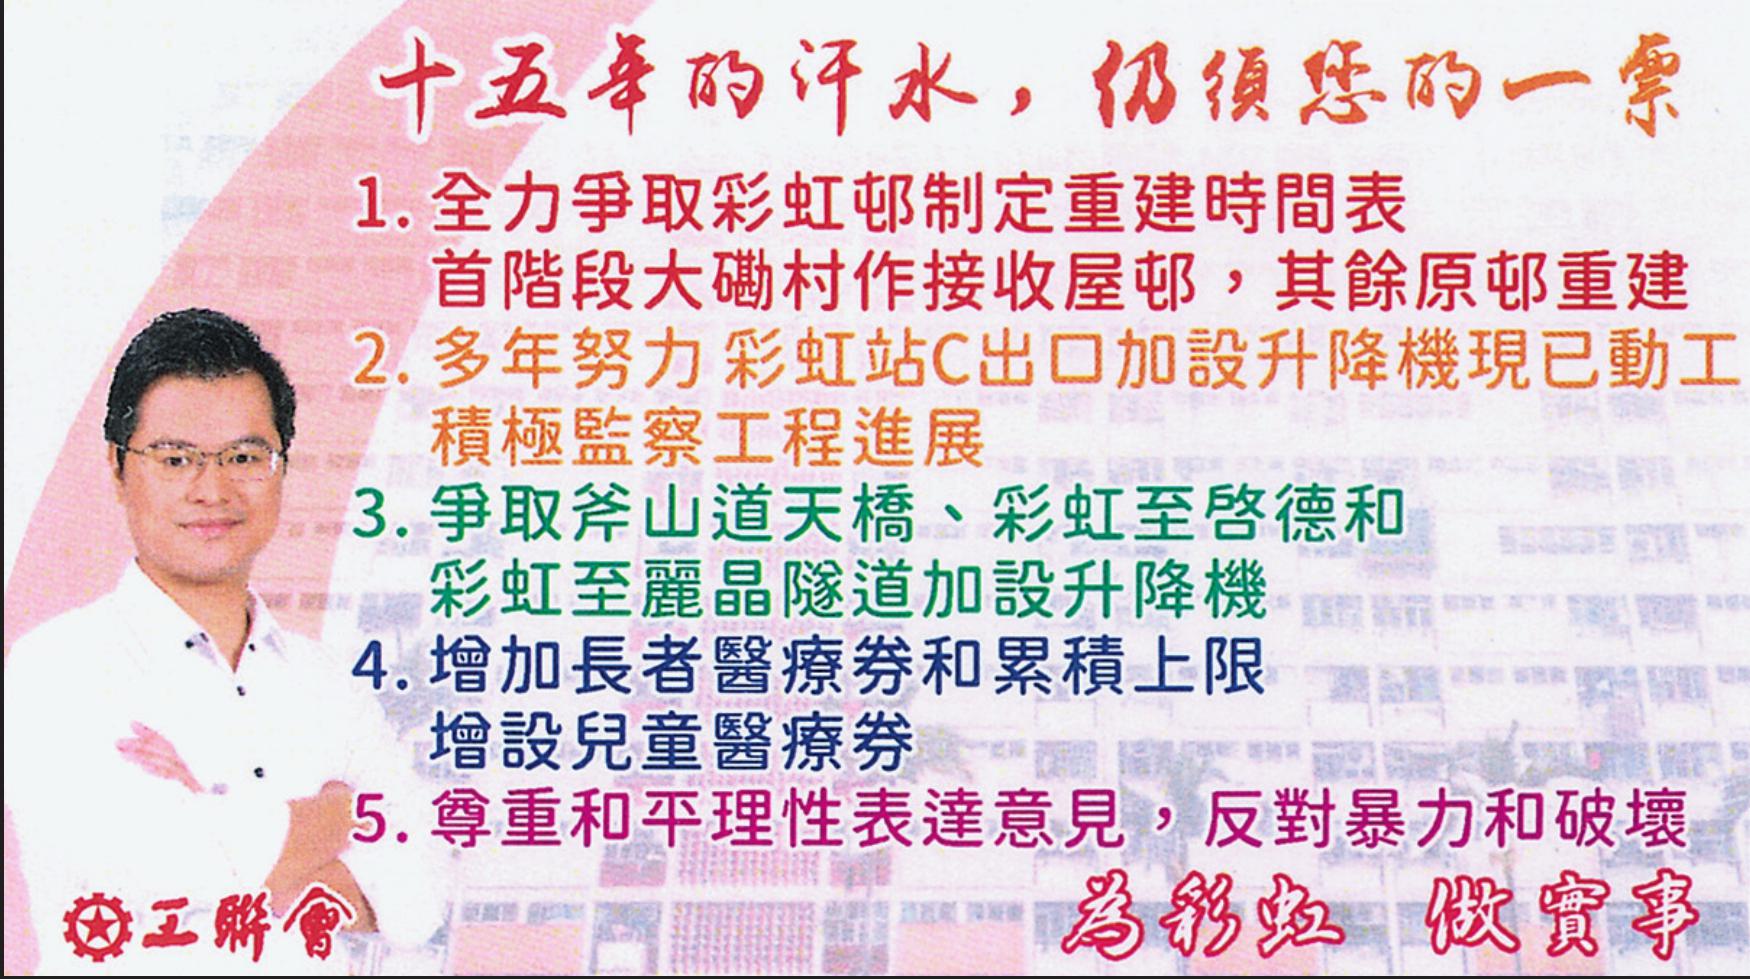 十五年的汗水，仍須您的一票
1. 全力爭取彩虹邨制定重建時間表
首階段大磡村作接收屋邨，其餘原邨重建
2. 多年努力 彩虹站C出口加設升降機現已動工
積極監察工程進展
3. 爭取斧山道天橋、彩虹至啓德和
彩虹至麗晶隧道加設升降機
4. 增加長者醫療券和累積上限
增設兒童醫療券
5. 尊重和平理性表達意見，反對暴力和破壞
工聯會
為彩虹 做實事